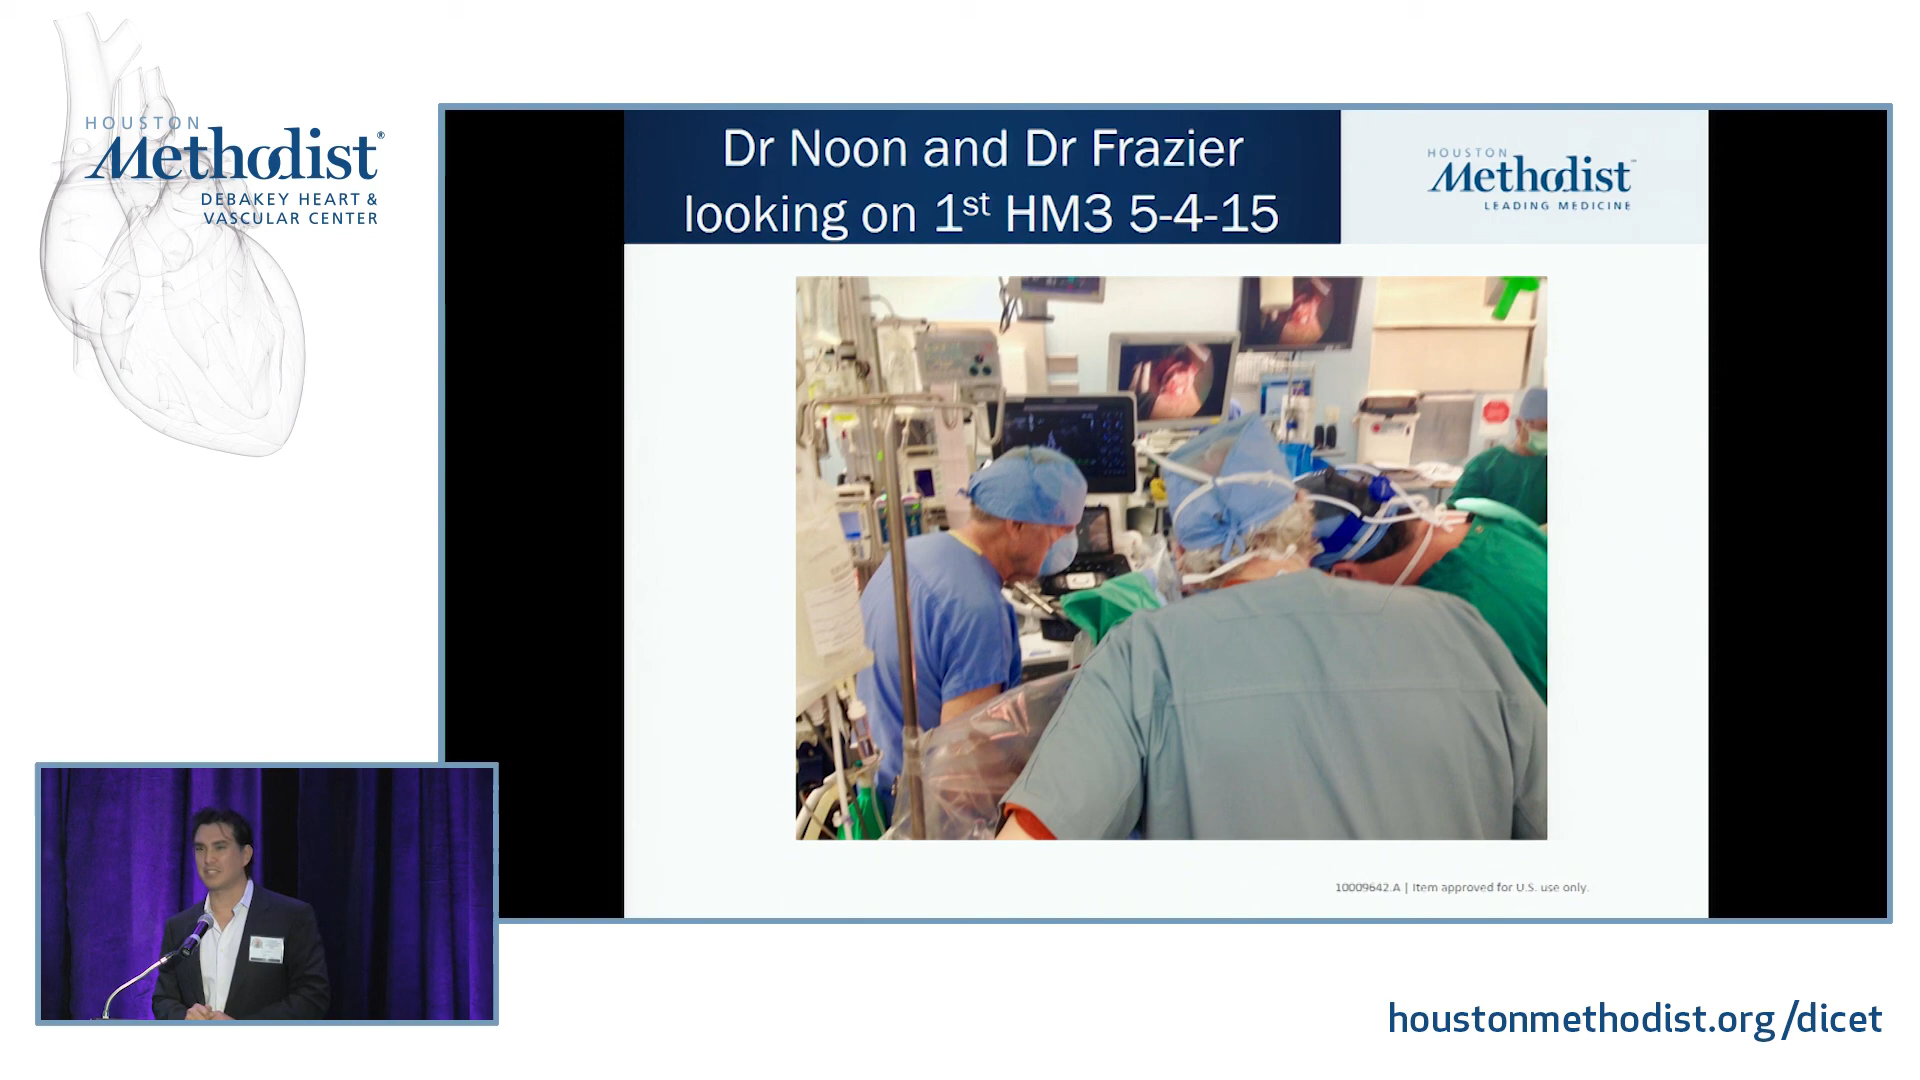 HOUSTON
Methodist®
DEBAKEY HEART &
VASCULAR CENTER
Dr Noon and Dr Frazier
looking on 1st HM3 5-4-15
HOUSTON
Methodist™
LEADING MEDICINE
10009642.A | Item approved for U.S. use only.
houstonmethodist.org/dicet